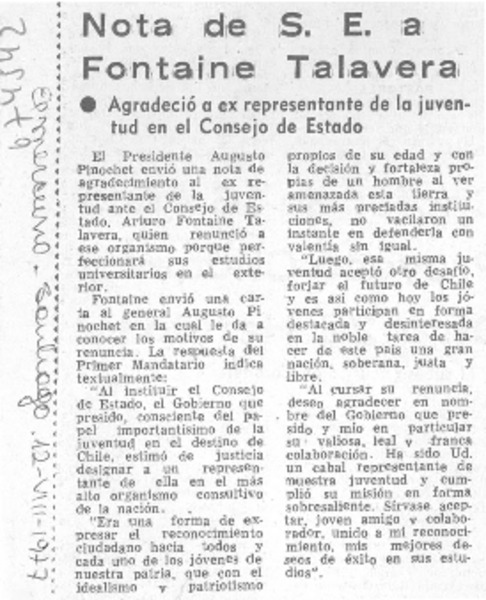 Nota de S. E. a
Fontaine Talavera
● Agradeció a ex representante de la juven-
tud en el Consejo de Estado
El Presidente Augusto
Pinochet envió una nota de
agradecimiento al ex re
presentante de la juven-
tud ante el Consejo de Es-
tado, Arturo Fontaine Ta-
lavera, quien renunció a
ese organismo porque per-
feccionará sus estudios
universitarios en el exte-
rior.
Fontaine envió una car
ta al general Augusto Pi
nochet en la cual le da a
conocer los motivos de su
renuncia. La respuesta del
Primer Mandatario indica
textualmente:
"Al instituir el Consejo
de Estado, el Gobierno que
presido, consciente del pa-
pel importantísimo de la
juventud en el destino de
Chile, estimó de justicia
designar a un represen-
tante de ella en el más
alto organismo consultivo
de la nación.
"Era una forma de ex-
presar el reconocimiento
ciudadano hacia todos y
cada uno de los jóvenes de
nuestra patria, que con el
idealismo y patriotismo
propios de su edad y con
la decisión y fortaleza pro
pias de un hombre al ver
amenazada esta tierra y
sus más preciadas institu-
ciones, no vacilaron un
instante en defenderla con
valentía sin igual.
"Luego, esa misma ju
ventud aceptó otro desafío,
forjar el futuro de Chile
y es así como hoy los jó-
venes participan en forma
destacada y desinteresada
en la noble tarea de ha-
cer de este país una gran
nación, soberana, justa y
libre.
"Al cursar su renuncia,
deseo agradecer en nom-
bre del Gobierno que pre-
sido y mío en particular
su valiosa, leal y franca
colaboración. Ha sido Ud.
un cabal representante de
nuestra juventud y cum-
plió su misión en forma
sobresaliente. Sírvase acep-
tar, joven amigo y colabo-
rador, unido a mi recono-
cimiento, mis mejores de-
seos de éxito en sus estu-
dios".
Santiago. 12-VIII-1977